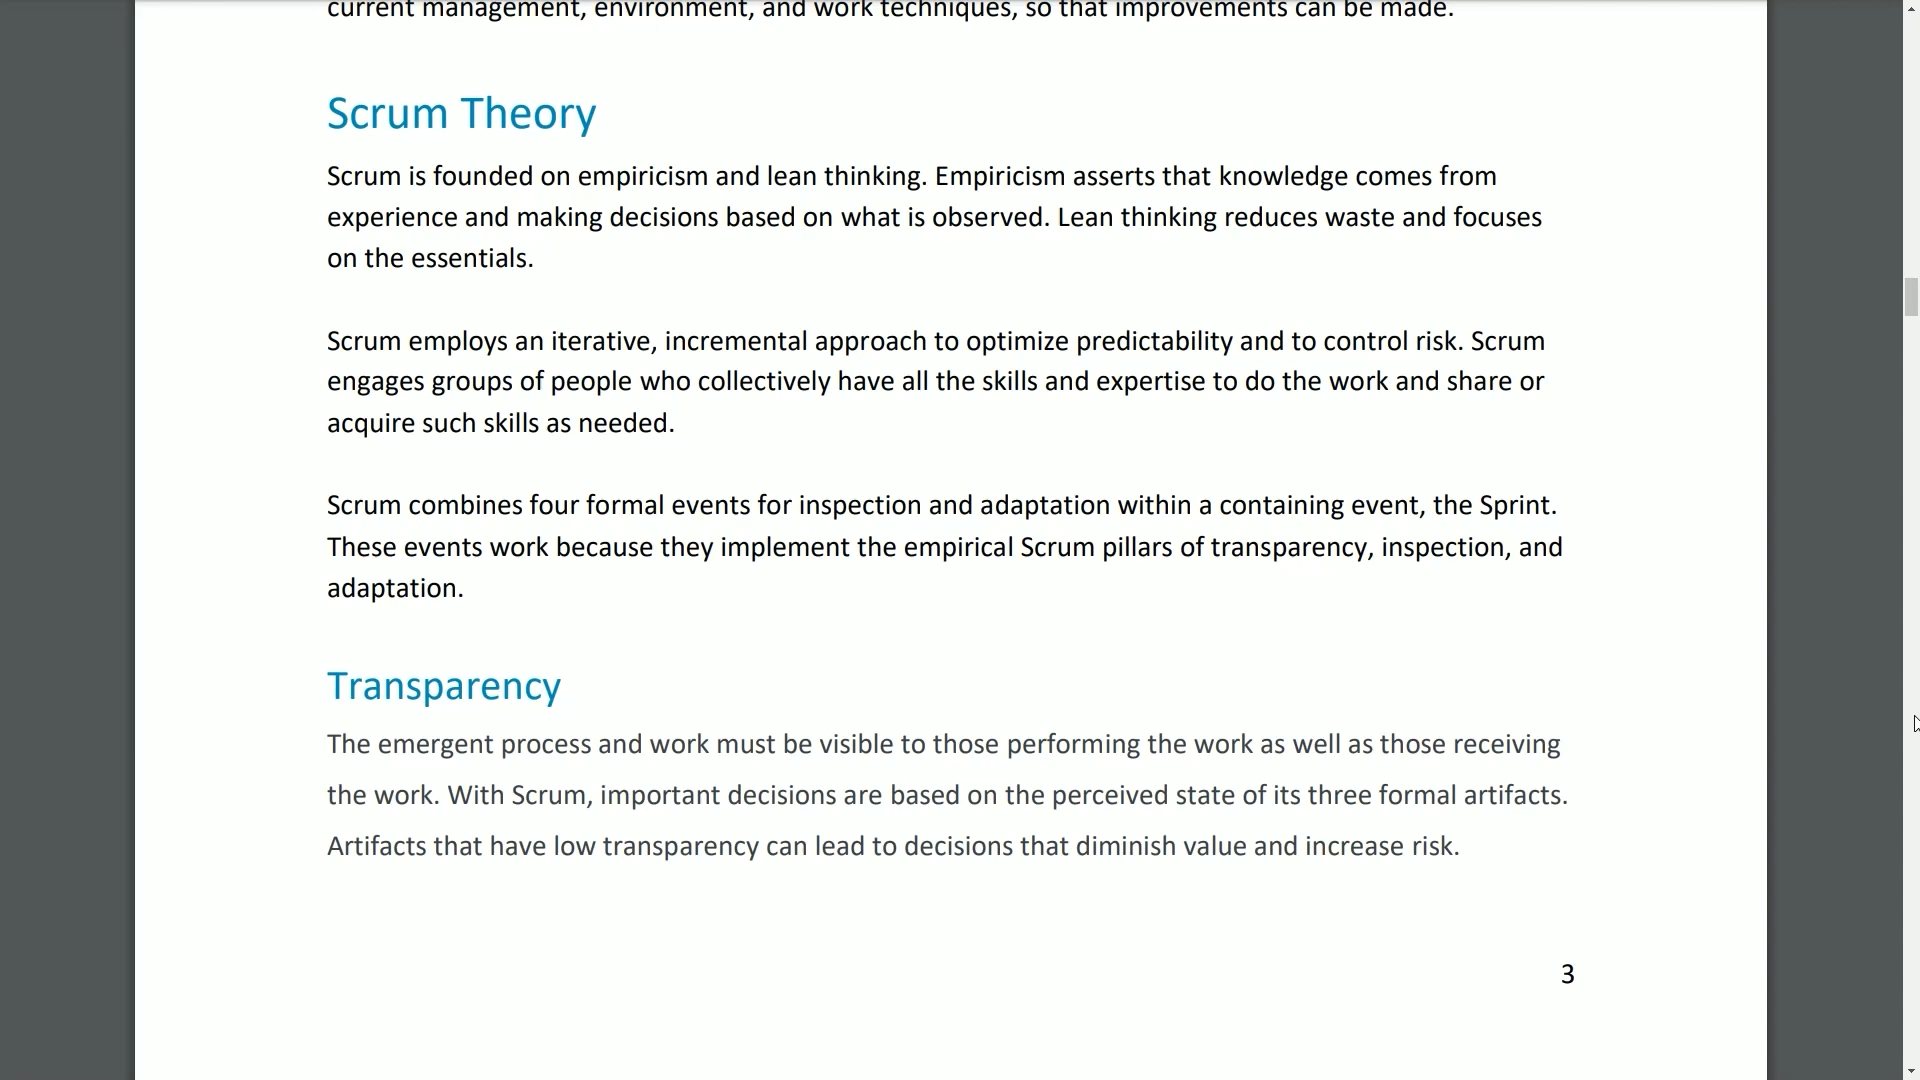 current management, environment, and work techniques, so that improvements can be made.
Scrum Theory
Scrum is founded on empiricism and lean thinking. Empiricism asserts that knowledge comes from
experience and making decisions based on what is observed. Lean thinking reduces waste and focuses
on the essentials.
Scrum employs an iterative, incremental approach to optimize predictability and to control risk. Scrum
engages groups of people who collectively have all the skills and expertise to do the work and share or
acquire such skills as needed.
Scrum combines four formal events for inspection and adaptation within a containing event, the Sprint.
These events work because they implement the empirical Scrum pillars of transparency, inspection, and
adaptation.
Transparency
The emergent process and work must be visible to those performing the work as well as those receiving
the work. With Scrum, important decisions are based on the perceived state of its three formal artifacts.
Artifacts that have low transparency can lead to decisions that diminish value and increase risk.
3